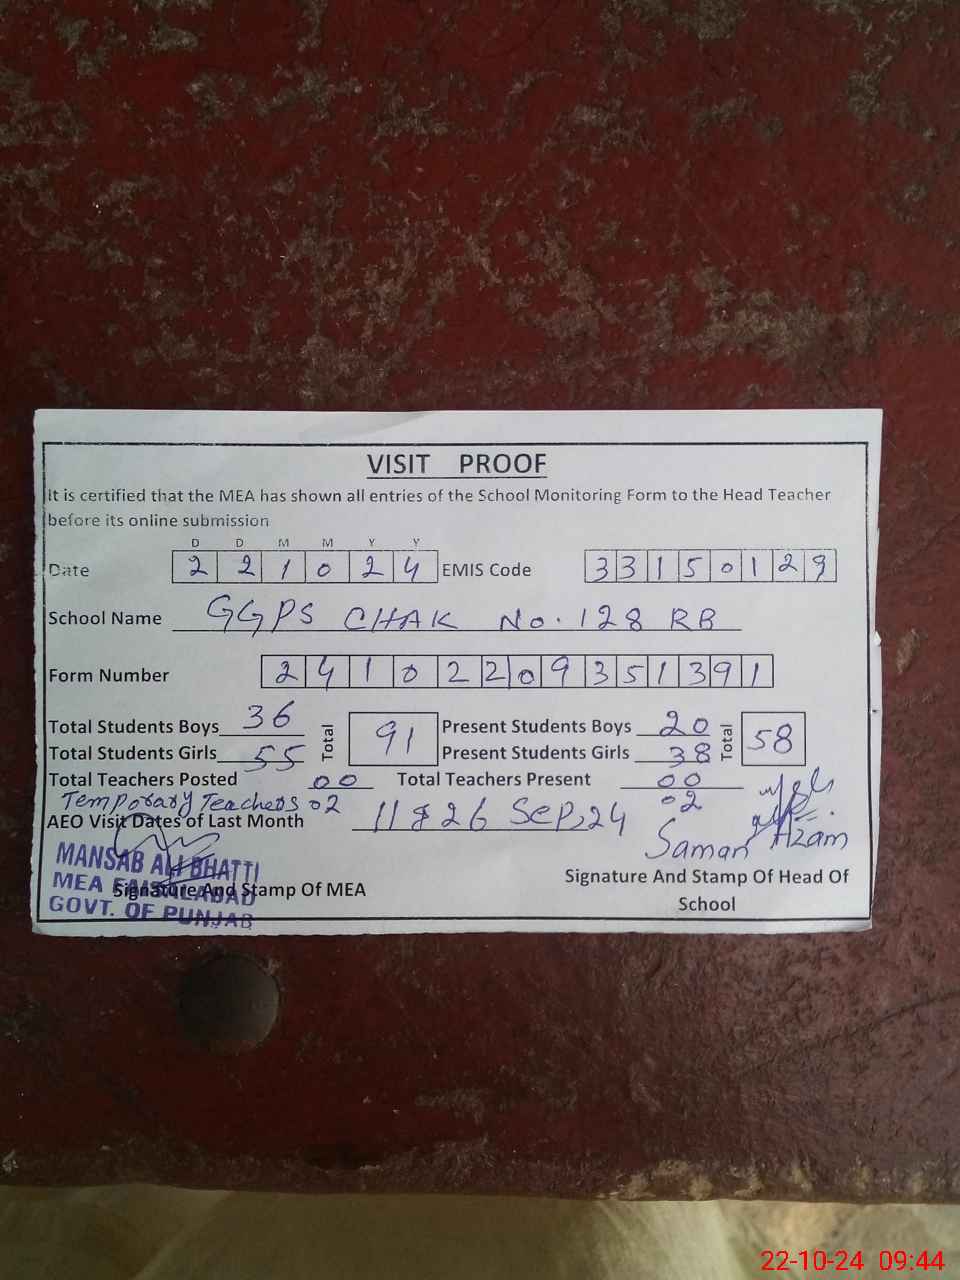 VISIT PROOF
It is certified that the MEA has shown all entries of the School Monitoring Form to the Head Teacher
before its online submission
D D M M Y Y
Date 2 2 1 0 2 4 EMIS Code 3 3 1 5 0 1 2 9
School Name GGPS CHAK No. 128 RB
Form Number 2 4 1 0 2 2 0 9 3 5 1 3 9 1
Total Students Boys 36 Total 91 Present Students Boys 20 Total 58
Total Students Girls 55 Present Students Girls 38
Total Teachers Posted 00 Total Teachers Present 00
Temporary Teachers 02 02
AEO Visit Dates of Last Month 11 & 26 Sep,24
Saman Azam
MANSAB ALI BHATTI
MEA FAISALABAD
GOVT. OF PUNJAB
Signature And Stamp Of MEA
Signature And Stamp Of Head Of
School
22-10-24 09:44